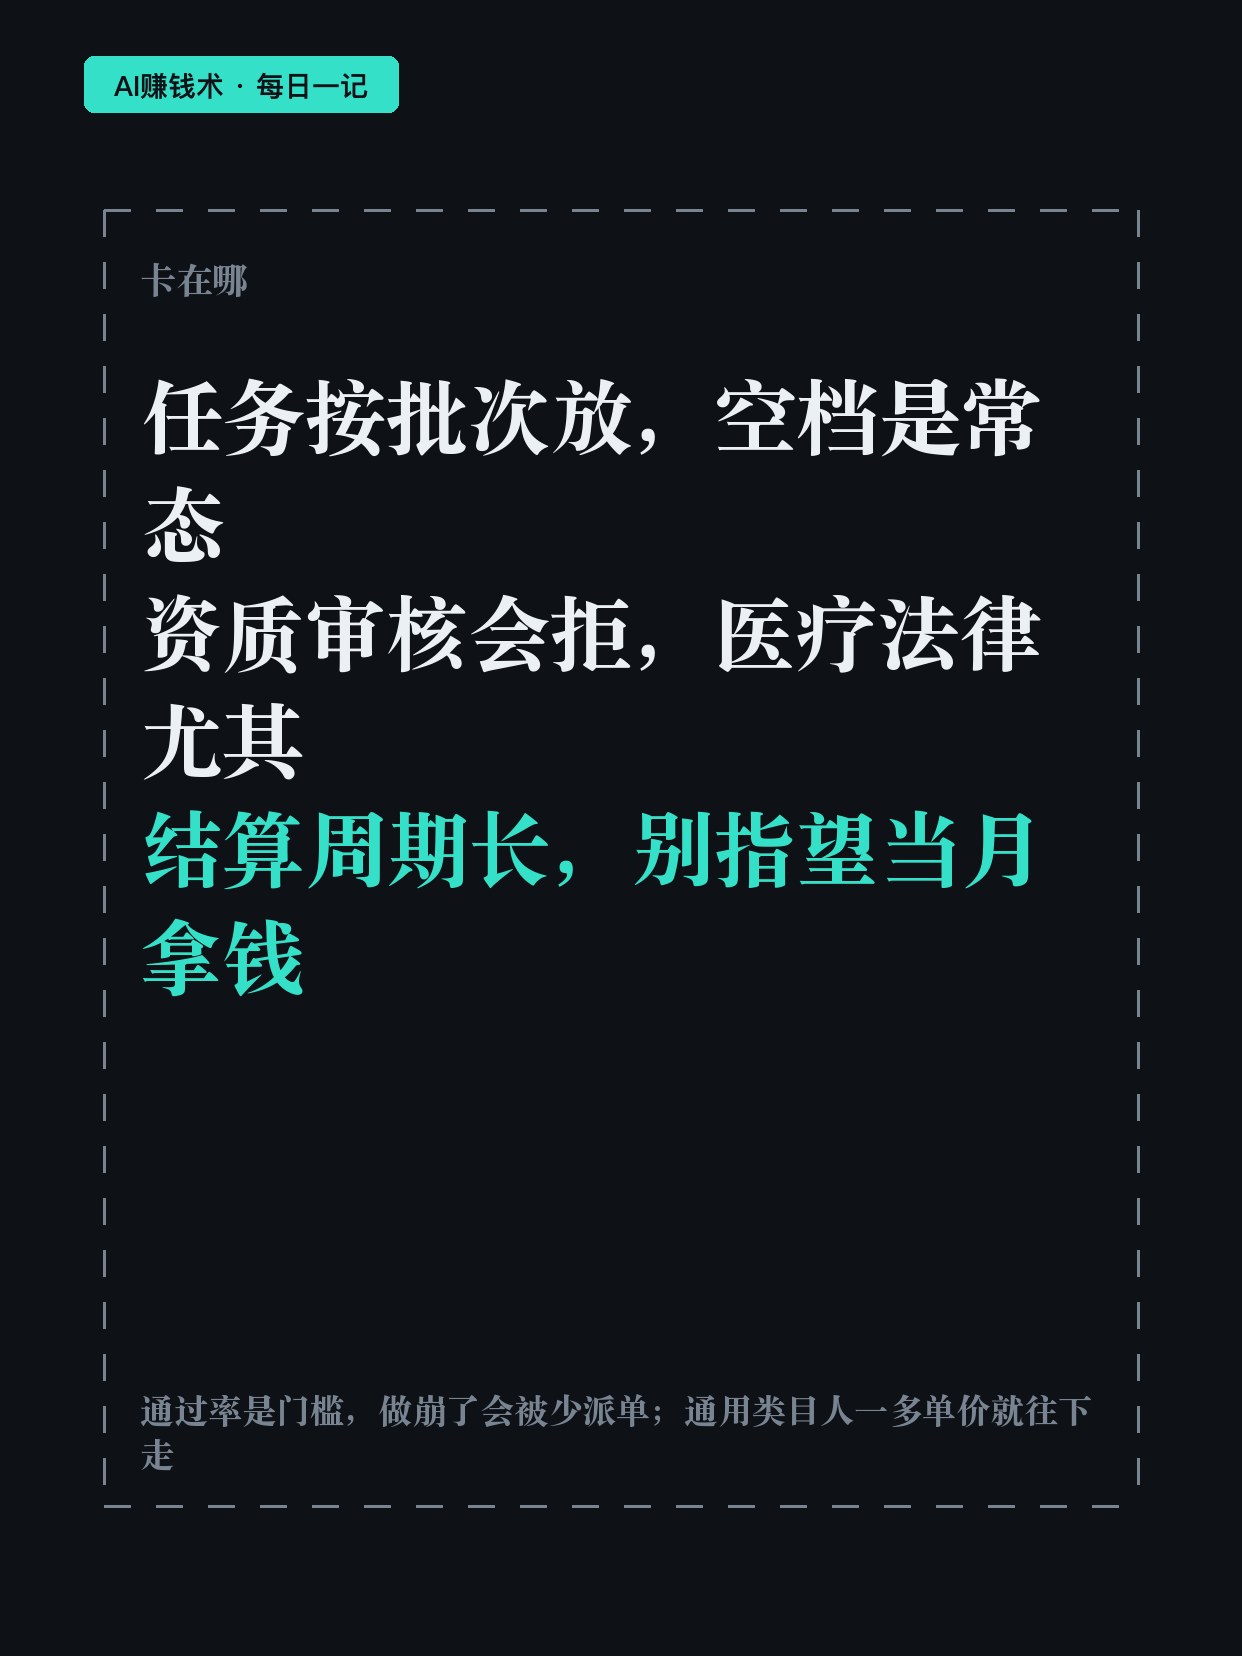 AI赚钱术 · 每日一记
卡在哪
任务按批次放，空档是常
态
资质审核会拒，医疗法律
尤其
结算周期长，别指望当月
拿钱
通过率是门槛，做崩了会被少派单；通用类目人一多单价就往下
走